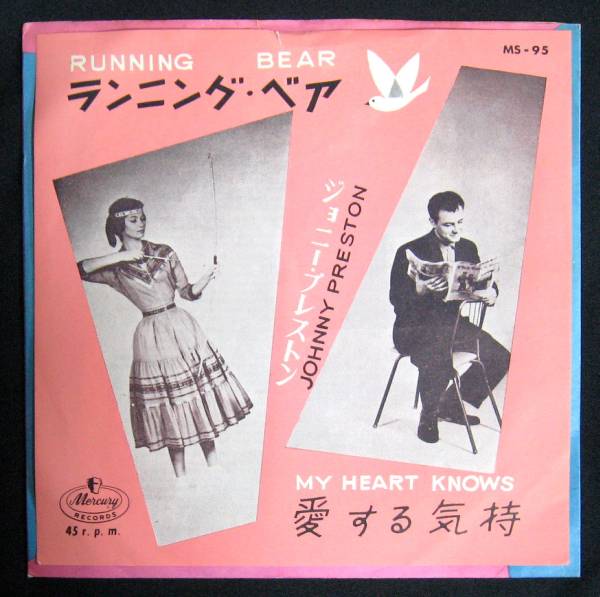 RUNNING BEAR
MS-95
ランニング・ベア
ジョニー・プレストン
JOHNNY PRESTON
MY HEART KNOWS
愛する気持
Mercury
RECORDS
45 r. p. m.